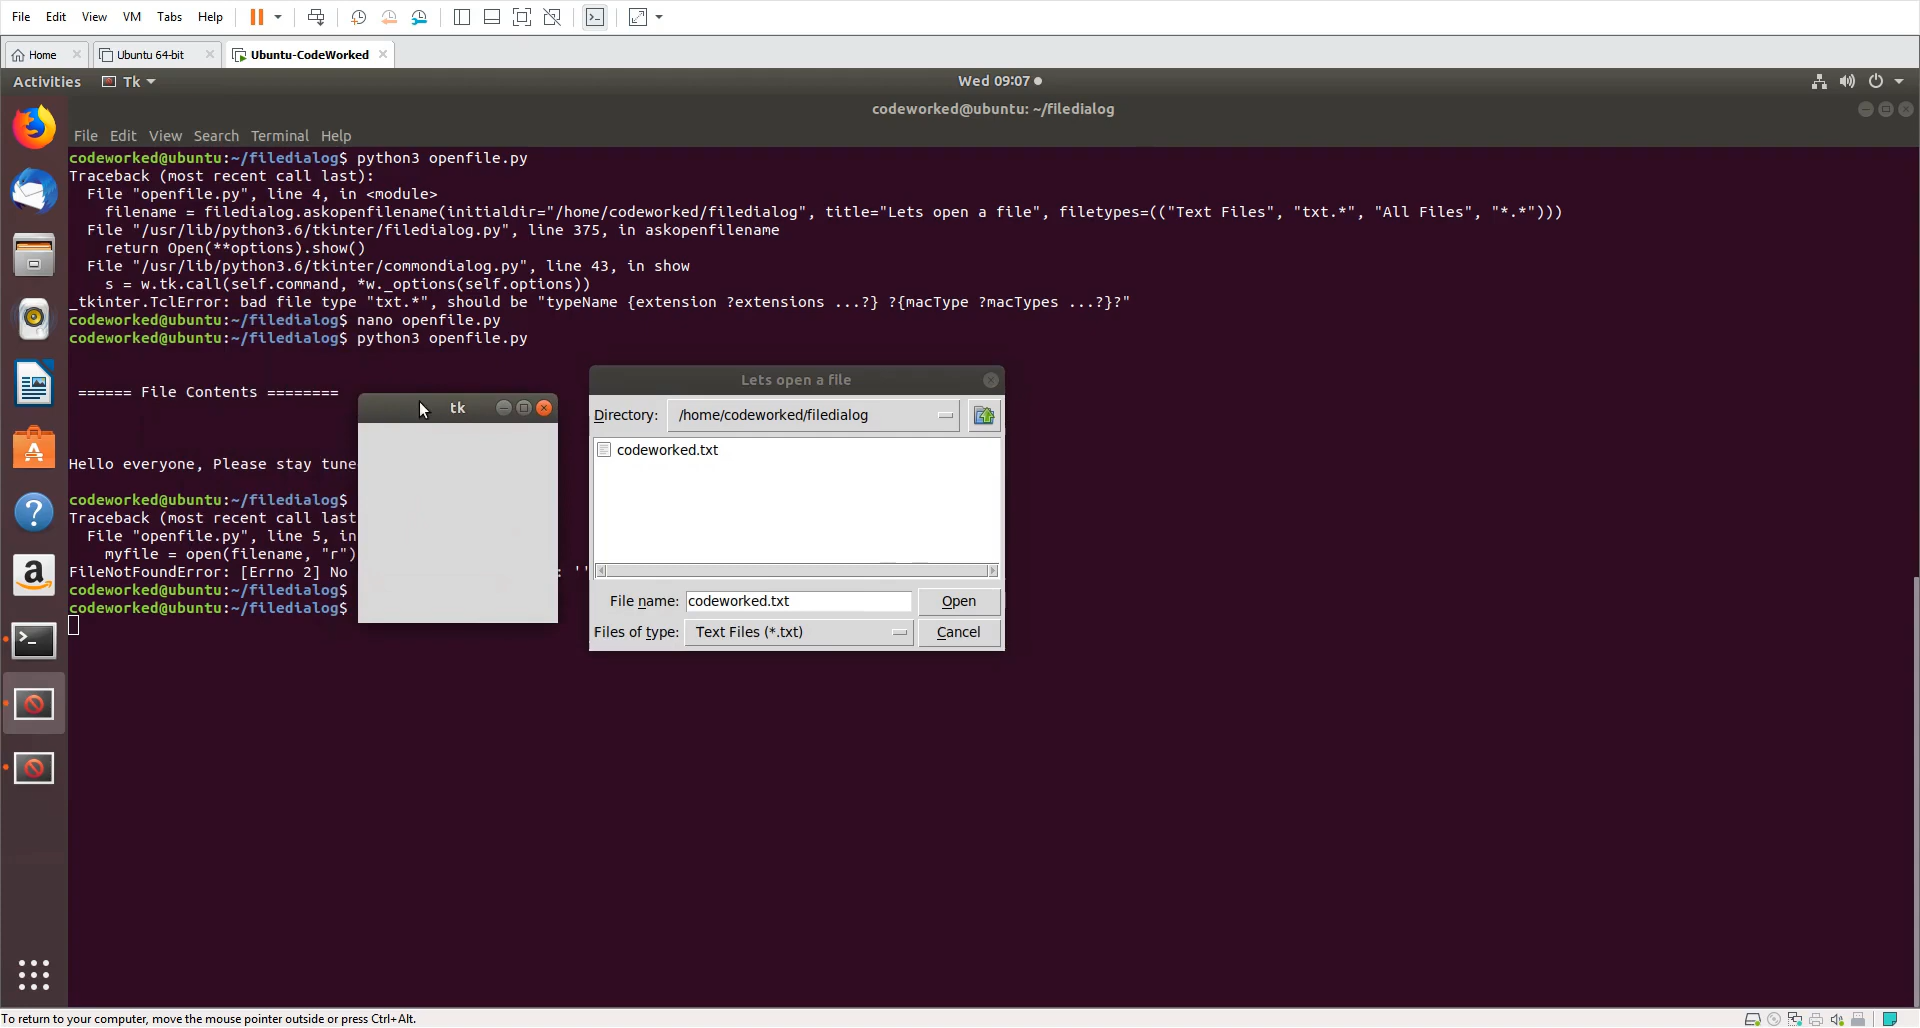 File Edit View VM Tabs Help
Home Ubuntu 64-bit Ubuntu-CodeWorked
Activities Tk Wed 09:07
codeworked@ubuntu: ~/filedialog
File Edit View Search Terminal Help
codeworked@ubuntu:~/filedialog$ python3 openfile.py
Traceback (most recent call last):
File "openfile.py", line 4, in <module>
filename = filedialog.askopenfilename(initialdir="/home/codeworked/filedialog", title="Lets open a file", filetypes=(("Text Files", "txt.*", "All Files", "*.*")))
File "/usr/lib/python3.6/tkinter/filedialog.py", line 375, in askopenfilename
return Open(**options).show()
File "/usr/lib/python3.6/tkinter/commondialog.py", line 43, in show
s = w.tk.call(self.command, *w._options(self.options))
_tkinter.TclError: bad file type "txt.*", should be "typeName {extension ?extensions ...?} ?{macType ?macTypes ...?}?"
codeworked@ubuntu:~/filedialog$ nano openfile.py
codeworked@ubuntu:~/filedialog$ python3 openfile.py
====== File Contents ========
Hello everyone, Please stay tune
codeworked@ubuntu:~/filedialog$
Traceback (most recent call last
File "openfile.py", line 5, in
myfile = open(filename, "r")
FileNotFoundError: [Errno 2] No : ''
codeworked@ubuntu:~/filedialog$
codeworked@ubuntu:~/filedialog$
tk
Lets open a file
Directory: /home/codeworked/filedialog
codeworked.txt
File name: codeworked.txt Open
Files of type: Text Files (*.txt) Cancel
To return to your computer, move the mouse pointer outside or press Ctrl+Alt.